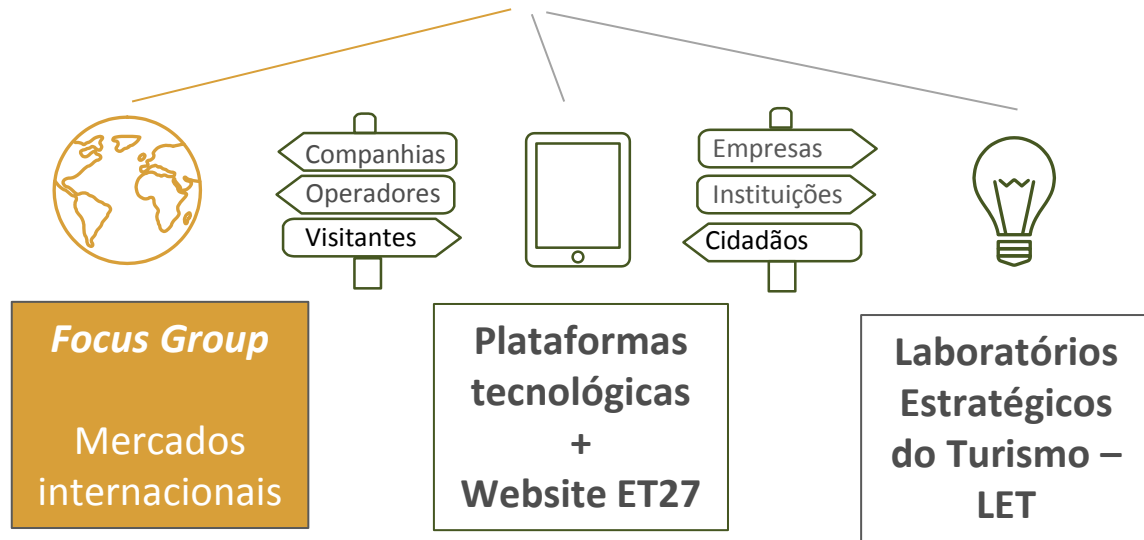 Companhias
Operadores
Visitantes
Empresas
Instituições
Cidadãos
Focus Group
Mercados
internacionais
Plataformas
tecnológicas
+
Website ET27
Laboratórios
Estratégicos
do Turismo –
LET